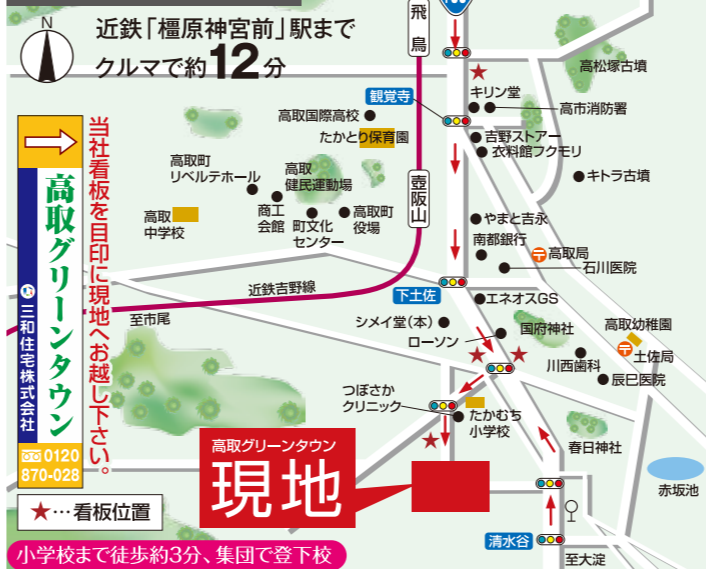 近鉄「橿原神宮前」駅まで
クルマで約12分
N
飛鳥
高松塚古墳
キリン堂
観覚寺
高市消防署
高取国際高校
たかとり保育園
吉野ストアー
衣料館フクモリ
高取町
リベルテホール
高取
健民運動場
キトラ古墳
壺阪山
高取
中学校
商工
会館
町文化
センター
高取町
役場
やまと吉永
南都銀行
高取局
石川医院
近鉄吉野線
下土佐
エネオスGS
至市尾
シメイ堂(本)
ローソン
国府神社
高取幼稚園
土佐局
川西歯科
辰巳医院
つぼさか
クリニック
たかむち
小学校
春日神社
赤坂池
高取グリーンタウン
現地
清水谷
至大淀
当社看板を目印に現地へお越し下さい。
高取グリーンタウン
三和住宅株式会社
0120
870-028
★…看板位置
小学校まで徒歩約3分、集団で登下校